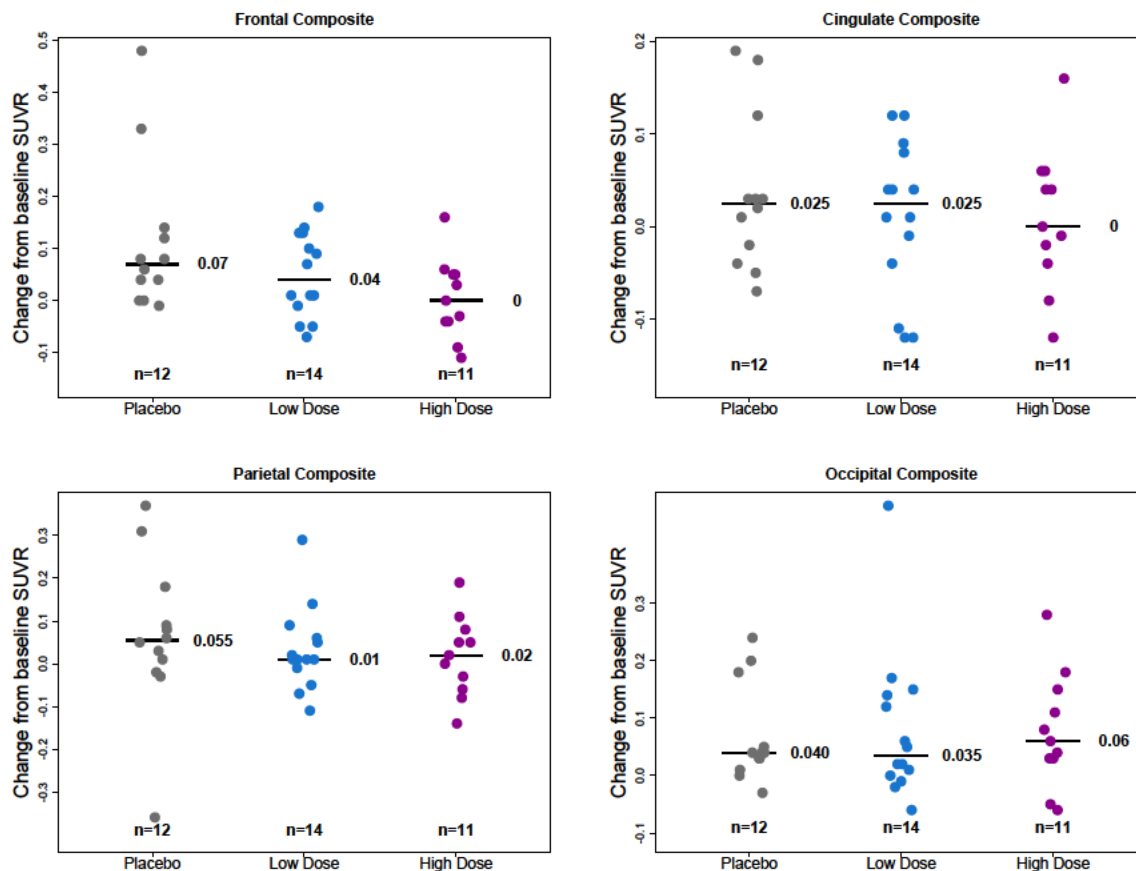 Frontal Composite
Change from baseline SUVR
0.5
0.4
0.3
0.2
0.1
0.0
-0.1
0.07
0.04
0
n=12
n=14
n=11
Placebo
Low Dose
High Dose
Cingulate Composite
Change from baseline SUVR
0.2
0.1
0.0
-0.1
0.025
0.025
0
n=12
n=14
n=11
Placebo
Low Dose
High Dose
Parietal Composite
Change from baseline SUVR
0.3
0.2
0.1
0.0
-0.1
-0.2
-0.3
0.055
0.01
0.02
n=12
n=14
n=11
Placebo
Low Dose
High Dose
Occipital Composite
Change from baseline SUVR
0.3
0.2
0.1
0.0
-0.1
0.040
0.035
0.06
n=12
n=14
n=11
Placebo
Low Dose
High Dose